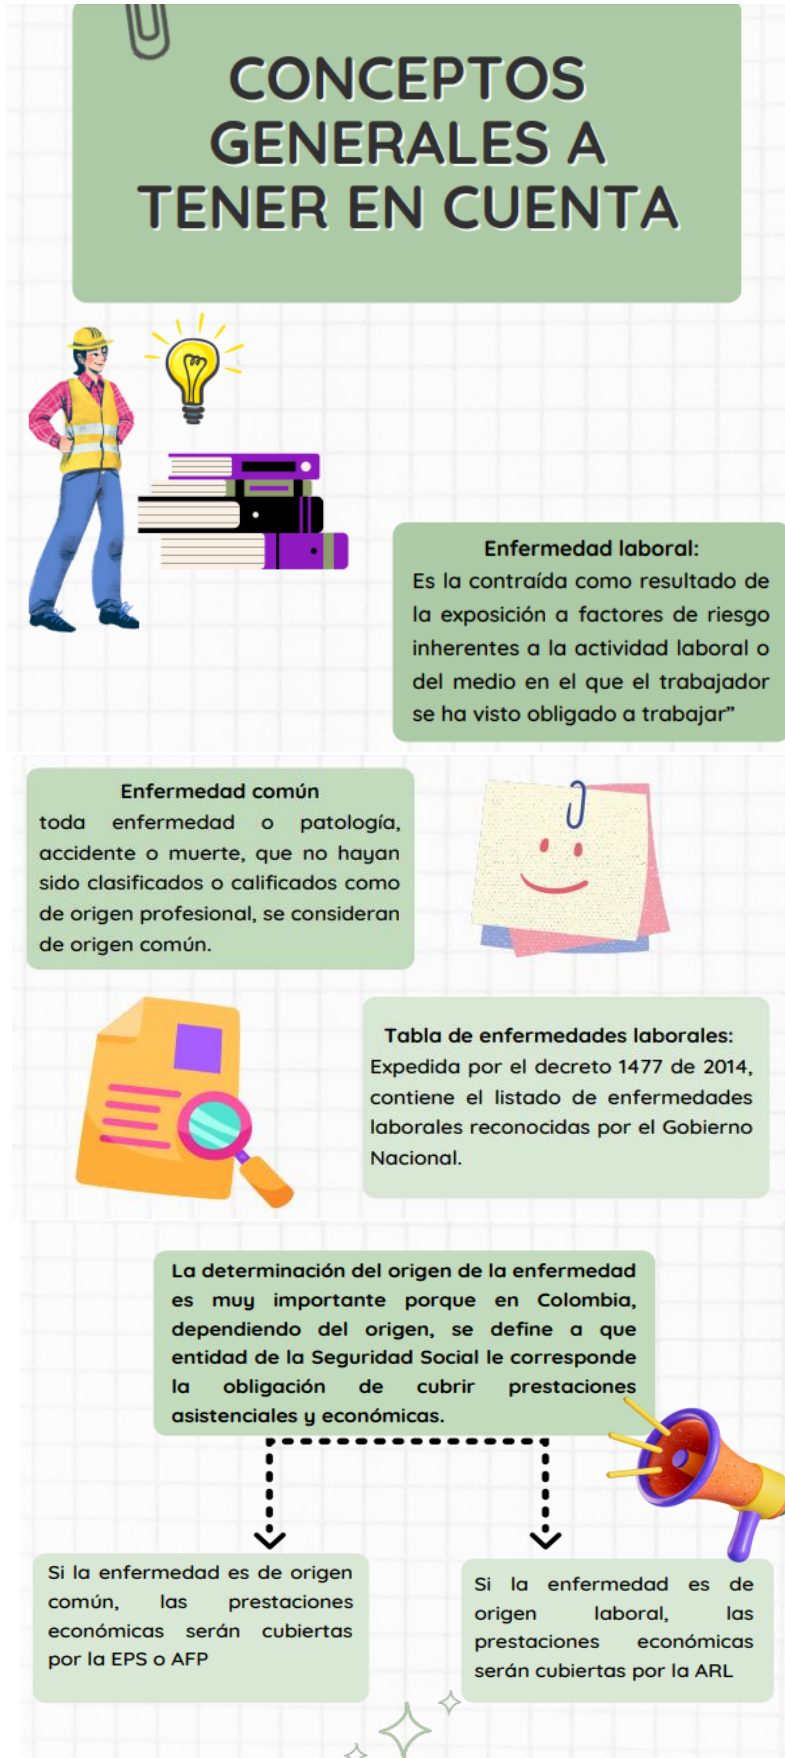 CONCEPTOS
GENERALES A
TENER EN CUENTA
Enfermedad laboral:
Es la contraída como resultado de
la exposición a factores de riesgo
inherentes a la actividad laboral o
del medio en el que el trabajador
se ha visto obligado a trabajar”
Enfermedad común
toda enfermedad o patología,
accidente o muerte, que no hayan
sido clasificados o calificados como
de origen profesional, se consideran
de origen común.
Tabla de enfermedades laborales:
Expedida por el decreto 1477 de 2014,
contiene el listado de enfermedades
laborales reconocidas por el Gobierno
Nacional.
La determinación del origen de la enfermedad
es muy importante porque en Colombia,
dependiendo del origen, se define a que
entidad de la Seguridad Social le corresponde
la obligación de cubrir prestaciones
asistenciales y económicas.
Si la enfermedad es de origen
común, las prestaciones
económicas serán cubiertas
por la EPS o AFP
Si la enfermedad es de
origen laboral, las
prestaciones económicas
serán cubiertas por la ARL